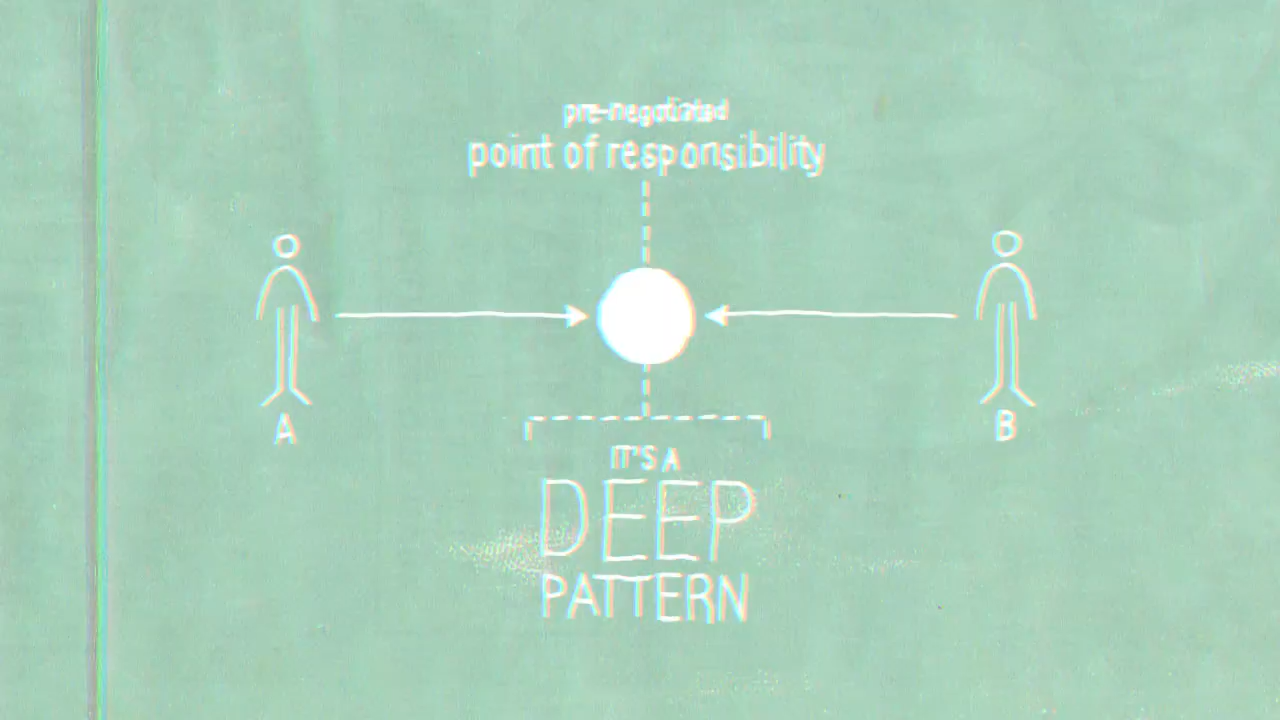 pre-negotiated
point of responsibility
A
B
IT'S A
DEEP
PATTERN